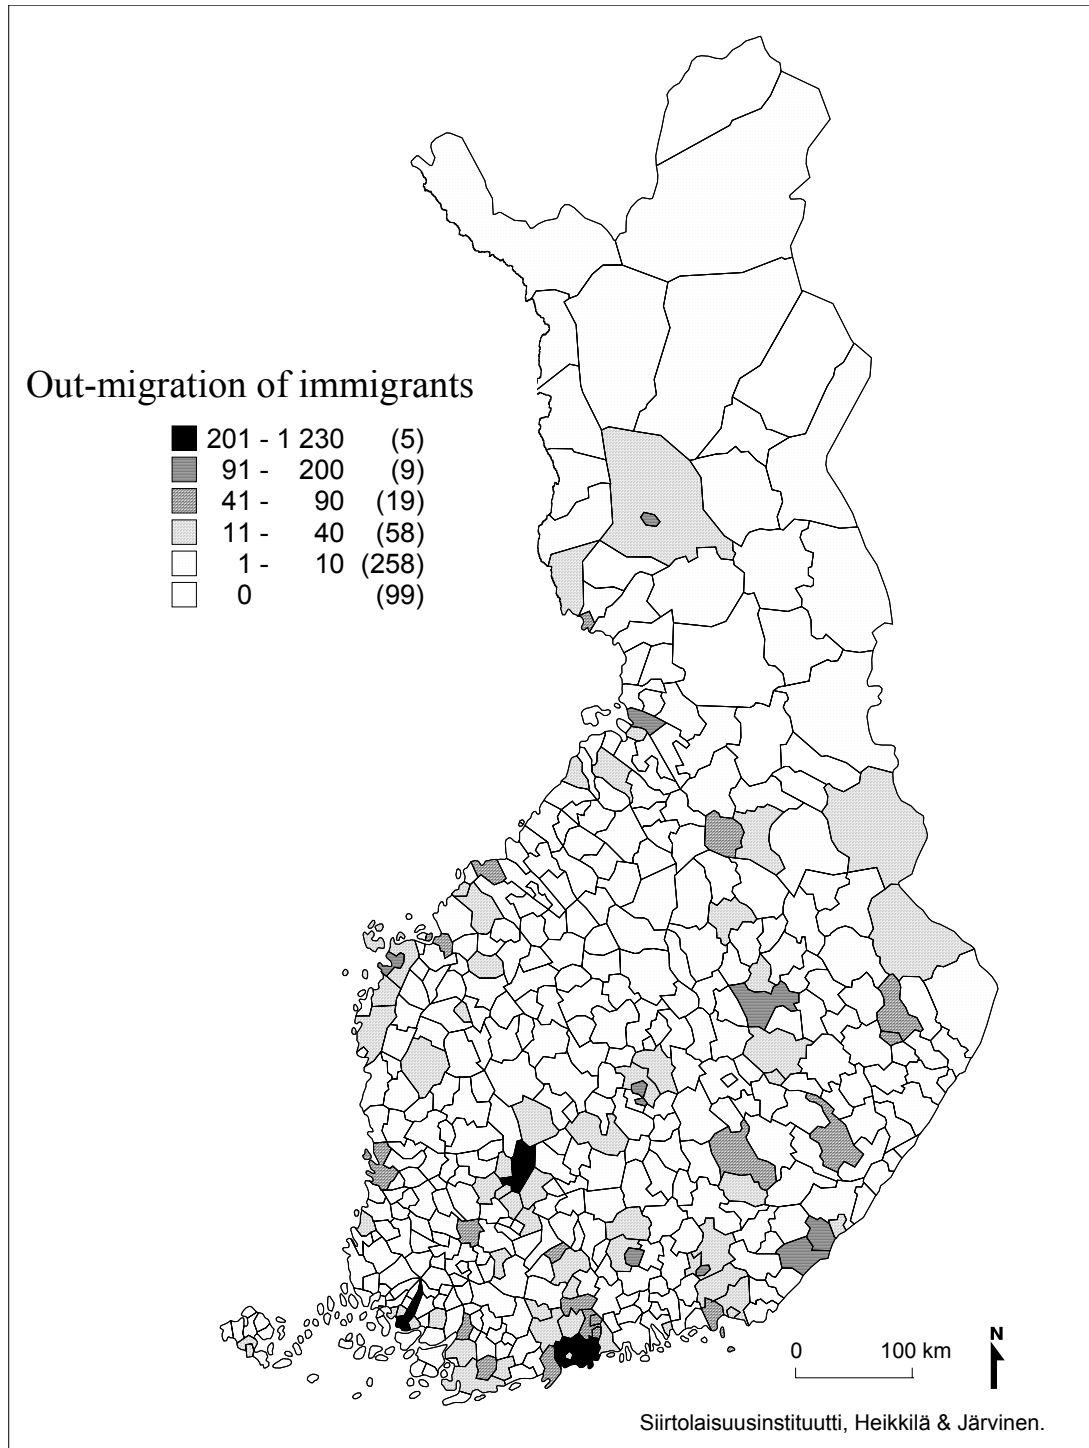 Out-migration of immigrants
201 - 1 230 (5)
91 - 200 (9)
41 - 90 (19)
11 - 40 (58)
1 - 10 (258)
0 (99)
N
0 100 km
Siirtolaisuusinstituutti, Heikkilä & Järvinen.